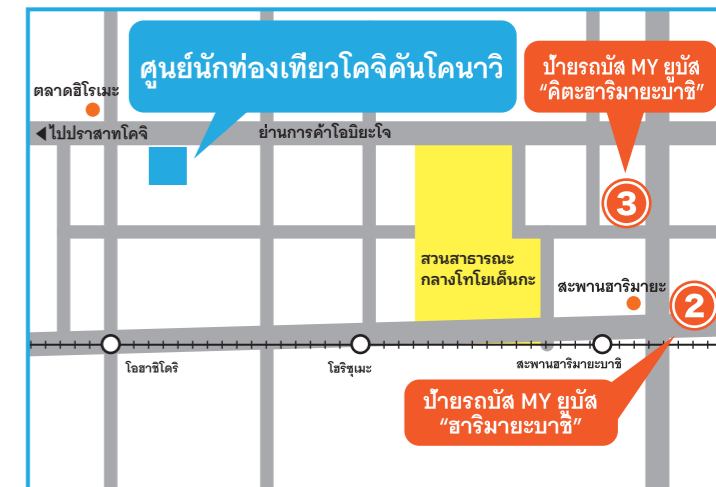 ศูนย์นักท่องเที่ยวโคจิคันโคนาวิ
ป้ายรถบัส MY ยูบัส
“คิตะฮาริมายะบาชิ”
ตลาดฮิโรเมะ
ไปปราสาทโคจิ
ย่านการค้าโอบิยะโจ
3
สวนสาธารณะ
กลางโทโยเด็นกะ
สะพานฮาริมายะ
2
โอฮาชิโดริ
โฮริซุเมะ
สะพานฮาริมายะบาชิ
ป้ายรถบัส MY ยูบัส
“ฮาริมายะบาชิ”